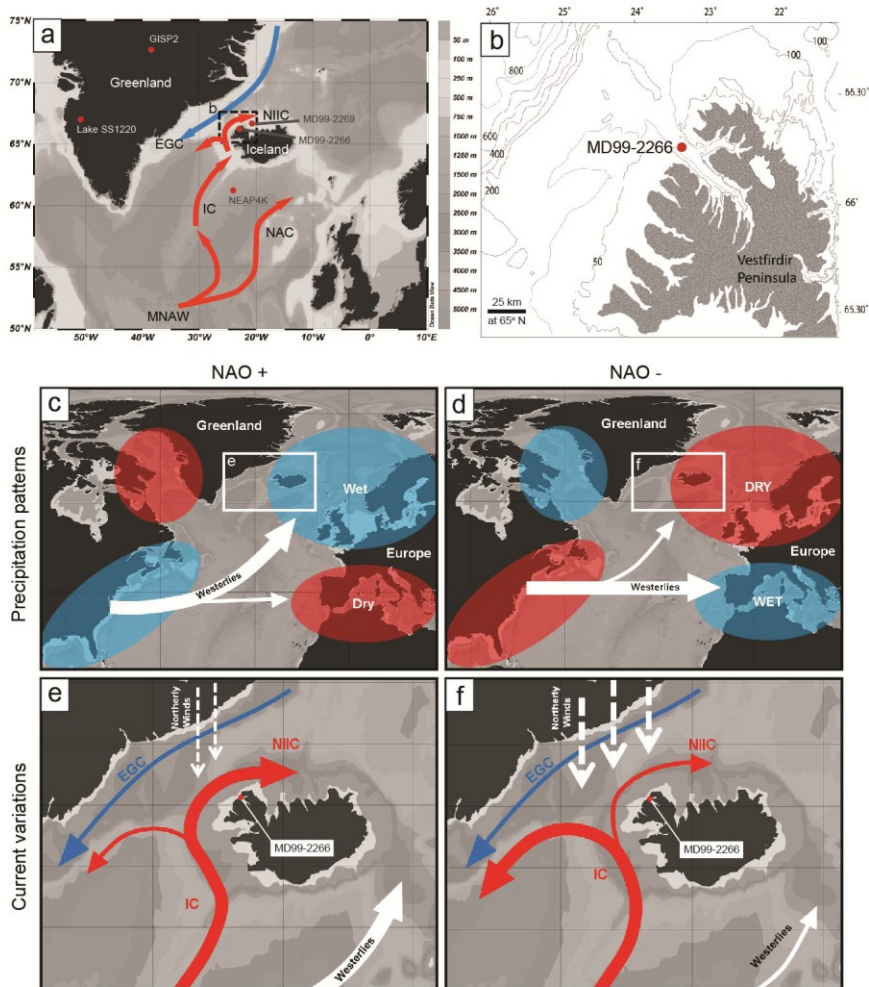 a
75°N
70°N
65°N
60°N
55°N
50°N
50°W
40°W
30°W
20°W
10°W
0°
10°E
GISP2
Greenland
Lake SS1220
b
NIIC
MD99-2269
MD99-2266
EGC
Iceland
NEAP4K
IC
NAC
MNAW
Ocean Data View
50 m
250 m
500 m
750 m
1000 m
1250 m
1500 m
1750 m
2000 m
2500 m
3000 m
3500 m
4000 m
4500 m
5000 m
b
26°
25°
24°
23°
22°
800
600
400
200
100
100
50
66.30°
66°
65.30°
MD99-2266
Vestfirdir
Peninsula
25 km
at 65° N
NAO +
NAO -
Precipitation patterns
c
Greenland
e
Wet
Westerlies
Europe
Dry
d
Greenland
f
DRY
Westerlies
Europe
WET
Current variations
e
Northerly
Winds
EGC
NIIC
MD99-2266
IC
Westerlies
f
Northerly
Winds
EGC
NIIC
MD99-2266
IC
Westerlies